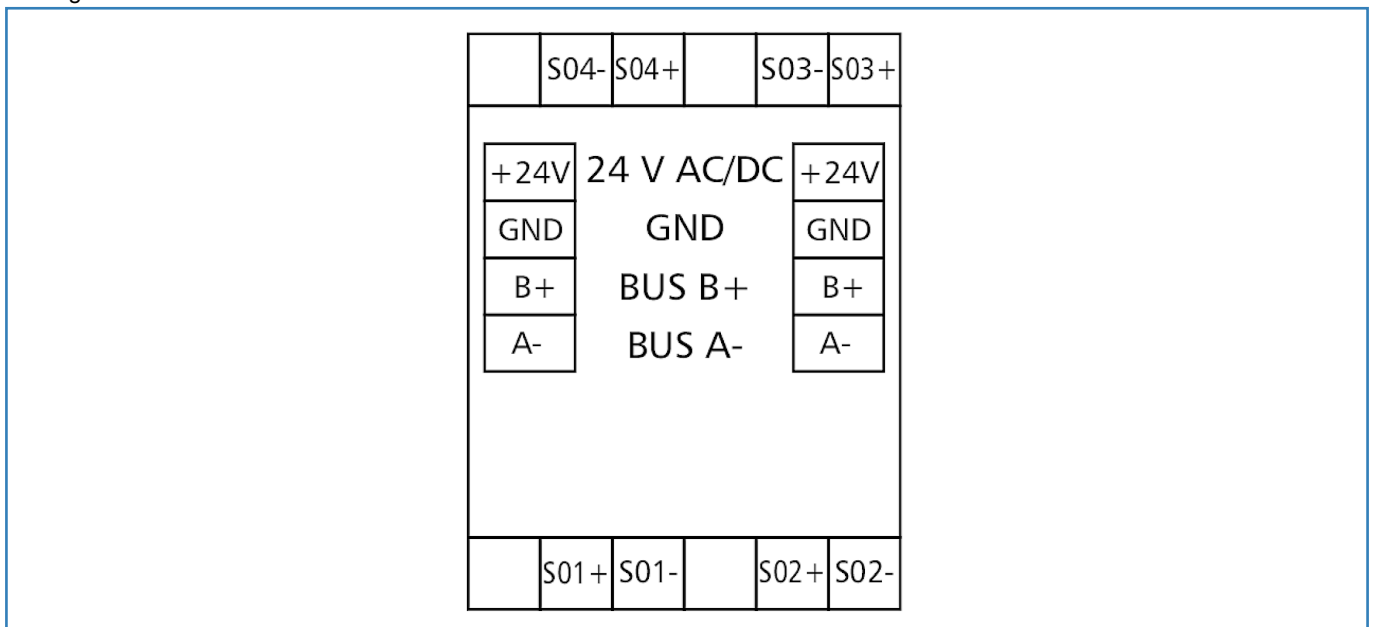 S04- S04+ S03- S03+
+24V 24 V AC/DC +24V
GND GND GND
B+ BUS B+ B+
A- BUS A- A-
S01+ S01- S02+ S02-